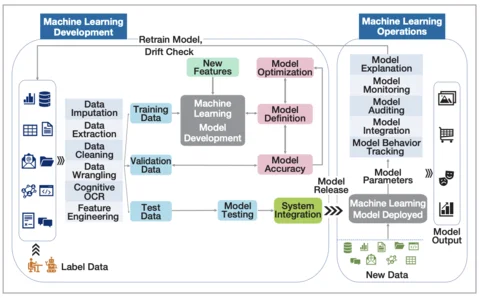 Machine Learning
Development
Machine Learning
Operations
Retrain Model,
Drift Check
New
Features
Model
Optimization
Model
Explanation
Model
Monitoring
Model
Auditing
Model
Integration
Model Behavior
Tracking
Data
Imputation
Data
Extraction
Data
Cleaning
Data
Wrangling
Cognitive
OCR
Feature
Engineering
Training
Data
Machine
Learning
Model
Development
Model
Definition
Validation
Data
Model
Accuracy
Test
Data
Model
Testing
System
Integration
Model
Release
Model
Parameters
Machine Learning
Model Deployed
Model
Output
Label Data
New Data